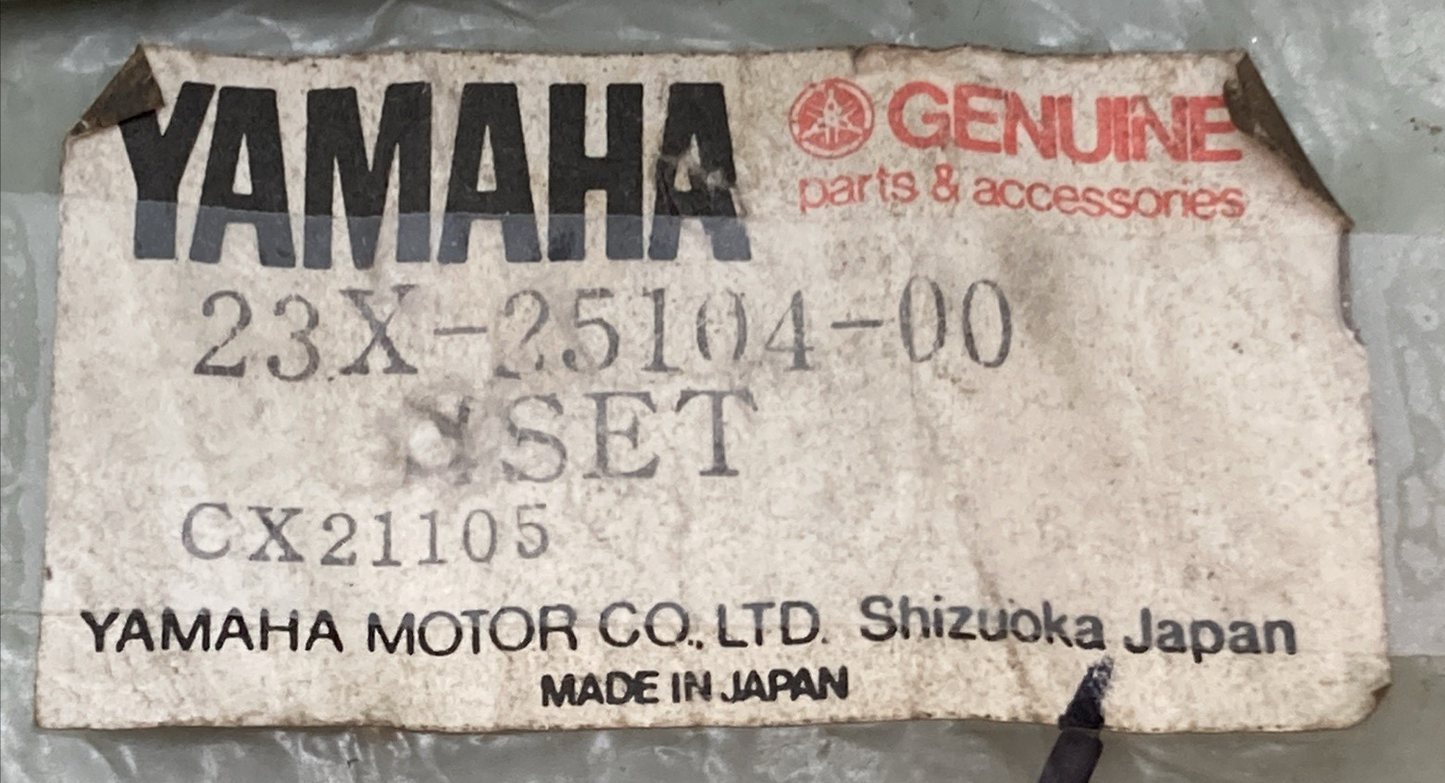 YAMAHA GENUINE
parts & accessories
23X-25104-00
SET
CX21105
YAMAHA MOTOR CO., LTD. Shizuoka Japan
MADE IN JAPAN